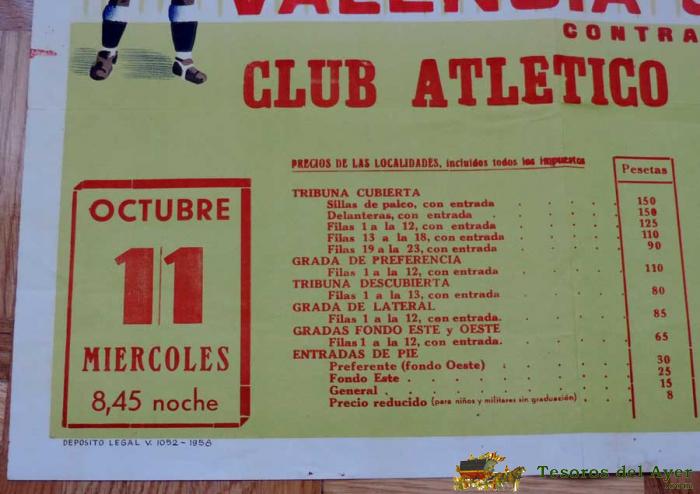 VALENCIA
CONTRA
CLUB ATLETICO
OCTUBRE
11
MIERCOLES
8,45 noche
PRECIOS DE LAS LOCALIDADES, incluidos todos los impuestos
Pesetas
TRIBUNA CUBIERTA
Sillas de palco, con entrada . . . . . 150
Delanteras, con entrada . . . . . 150
Filas 1 a la 12, con entrada . . . . . 125
Filas 13 a la 18, con entrada . . . . . 110
Filas 19 a la 23, con entrada . . . . . 90
GRADA DE PREFERENCIA
Filas 1 a la 12, con entrada . . . . . 110
TRIBUNA DESCUBIERTA
Filas 1 a la 13, con entrada . . . . . 80
GRADA DE LATERAL
Filas 1 a la 12, con entrada. . . . . 85
GRADAS FONDO ESTE y OESTE
Filas 1 a la 12, con entrada. . . . . 65
ENTRADAS DE PIE
Preferente (fondo Oeste) . . . . . 30
Fondo Este . . . . . 25
General . . . . . 15
Precio reducido (para niños y militares sin graduación) . . . 8
DEPOSITO LEGAL V. 1052 - 1958
Tesoros del Ayer
.com